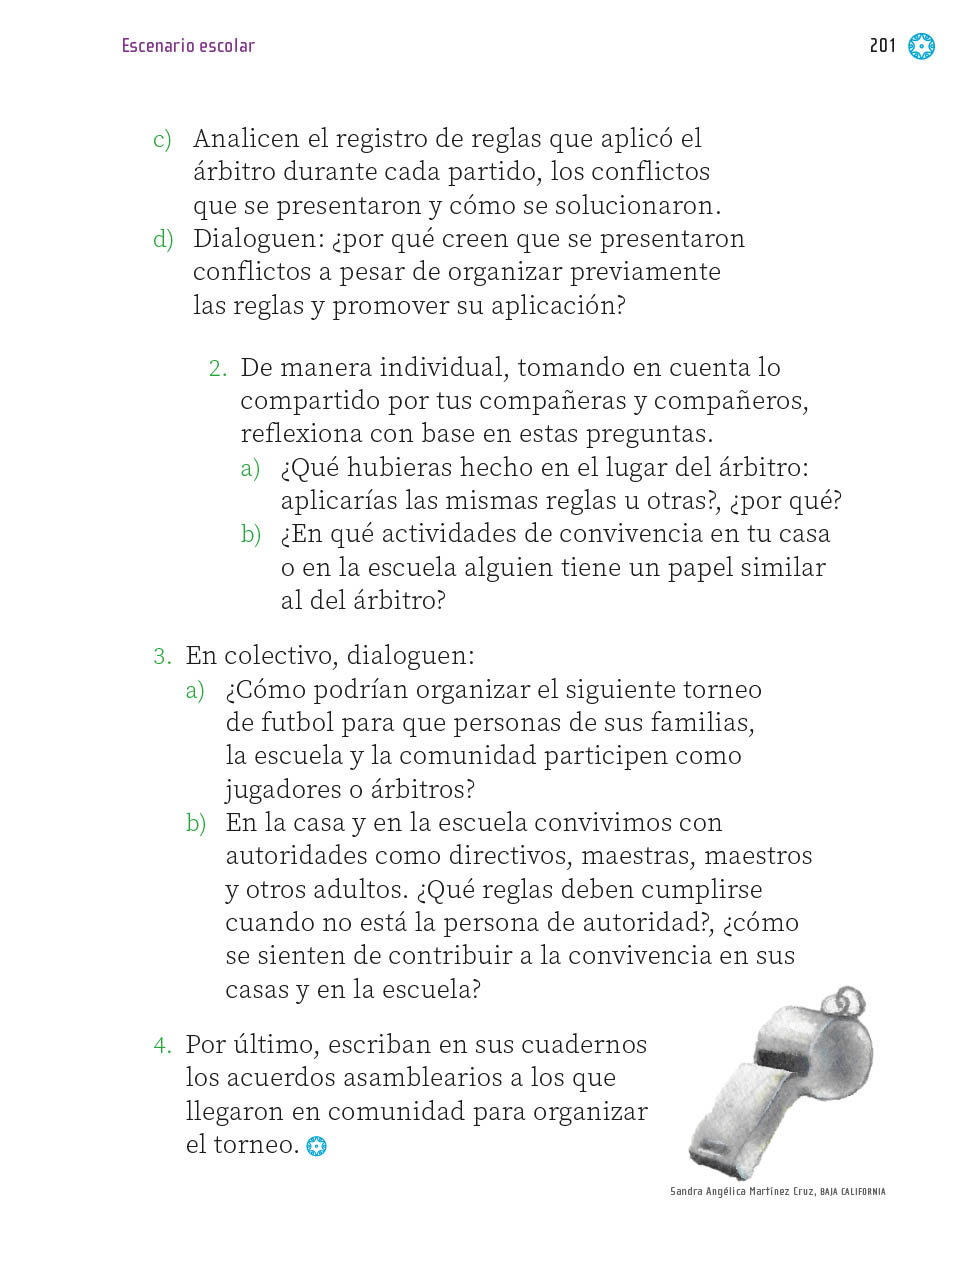 Escenario escolar
201
c) Analicen el registro de reglas que aplicó el
árbitro durante cada partido, los conflictos
que se presentaron y cómo se solucionaron.
d) Dialoguen: ¿por qué creen que se presentaron
conflictos a pesar de organizar previamente
las reglas y promover su aplicación?
2. De manera individual, tomando en cuenta lo
compartido por tus compañeras y compañeros,
reflexiona con base en estas preguntas.
a) ¿Qué hubieras hecho en el lugar del árbitro:
aplicarías las mismas reglas u otras?, ¿por qué?
b) ¿En qué actividades de convivencia en tu casa
o en la escuela alguien tiene un papel similar
al del árbitro?
3. En colectivo, dialoguen:
a) ¿Cómo podrían organizar el siguiente torneo
de futbol para que personas de sus familias,
la escuela y la comunidad participen como
jugadores o árbitros?
b) En la casa y en la escuela convivimos con
autoridades como directivos, maestras, maestros
y otros adultos. ¿Qué reglas deben cumplirse
cuando no está la persona de autoridad?, ¿cómo
se sienten de contribuir a la convivencia en sus
casas y en la escuela?
4. Por último, escriban en sus cuadernos
los acuerdos asamblearios a los que
llegaron en comunidad para organizar
el torneo.
Sandra Angélica Martínez Cruz, BAJA CALIFORNIA